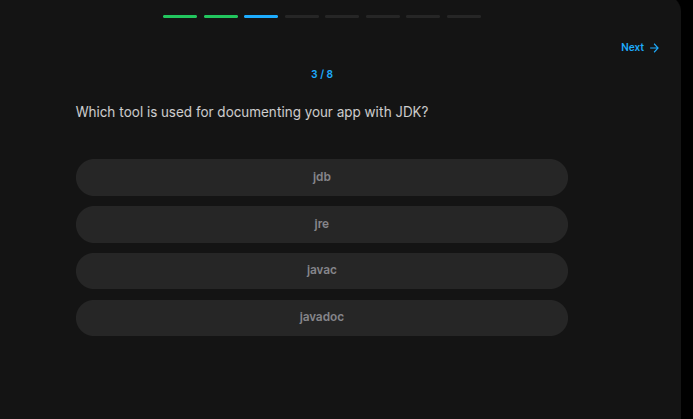 Next →
3 / 8
Which tool is used for documenting your app with JDK?
jdb
jre
javac
javadoc